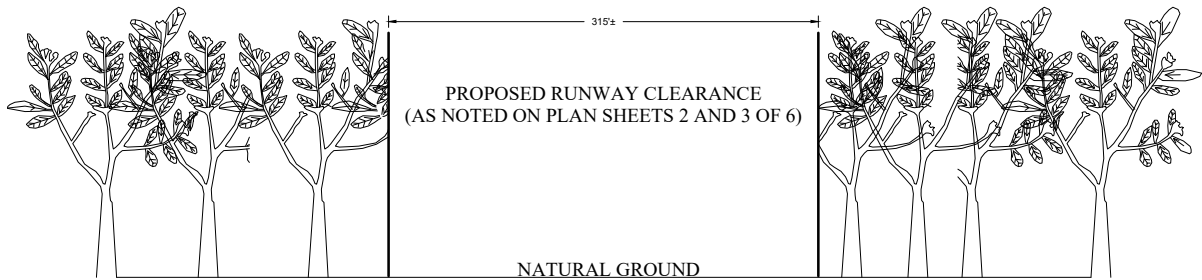 315'±
PROPOSED RUNWAY CLEARANCE
(AS NOTED ON PLAN SHEETS 2 AND 3 OF 6)
NATURAL GROUND